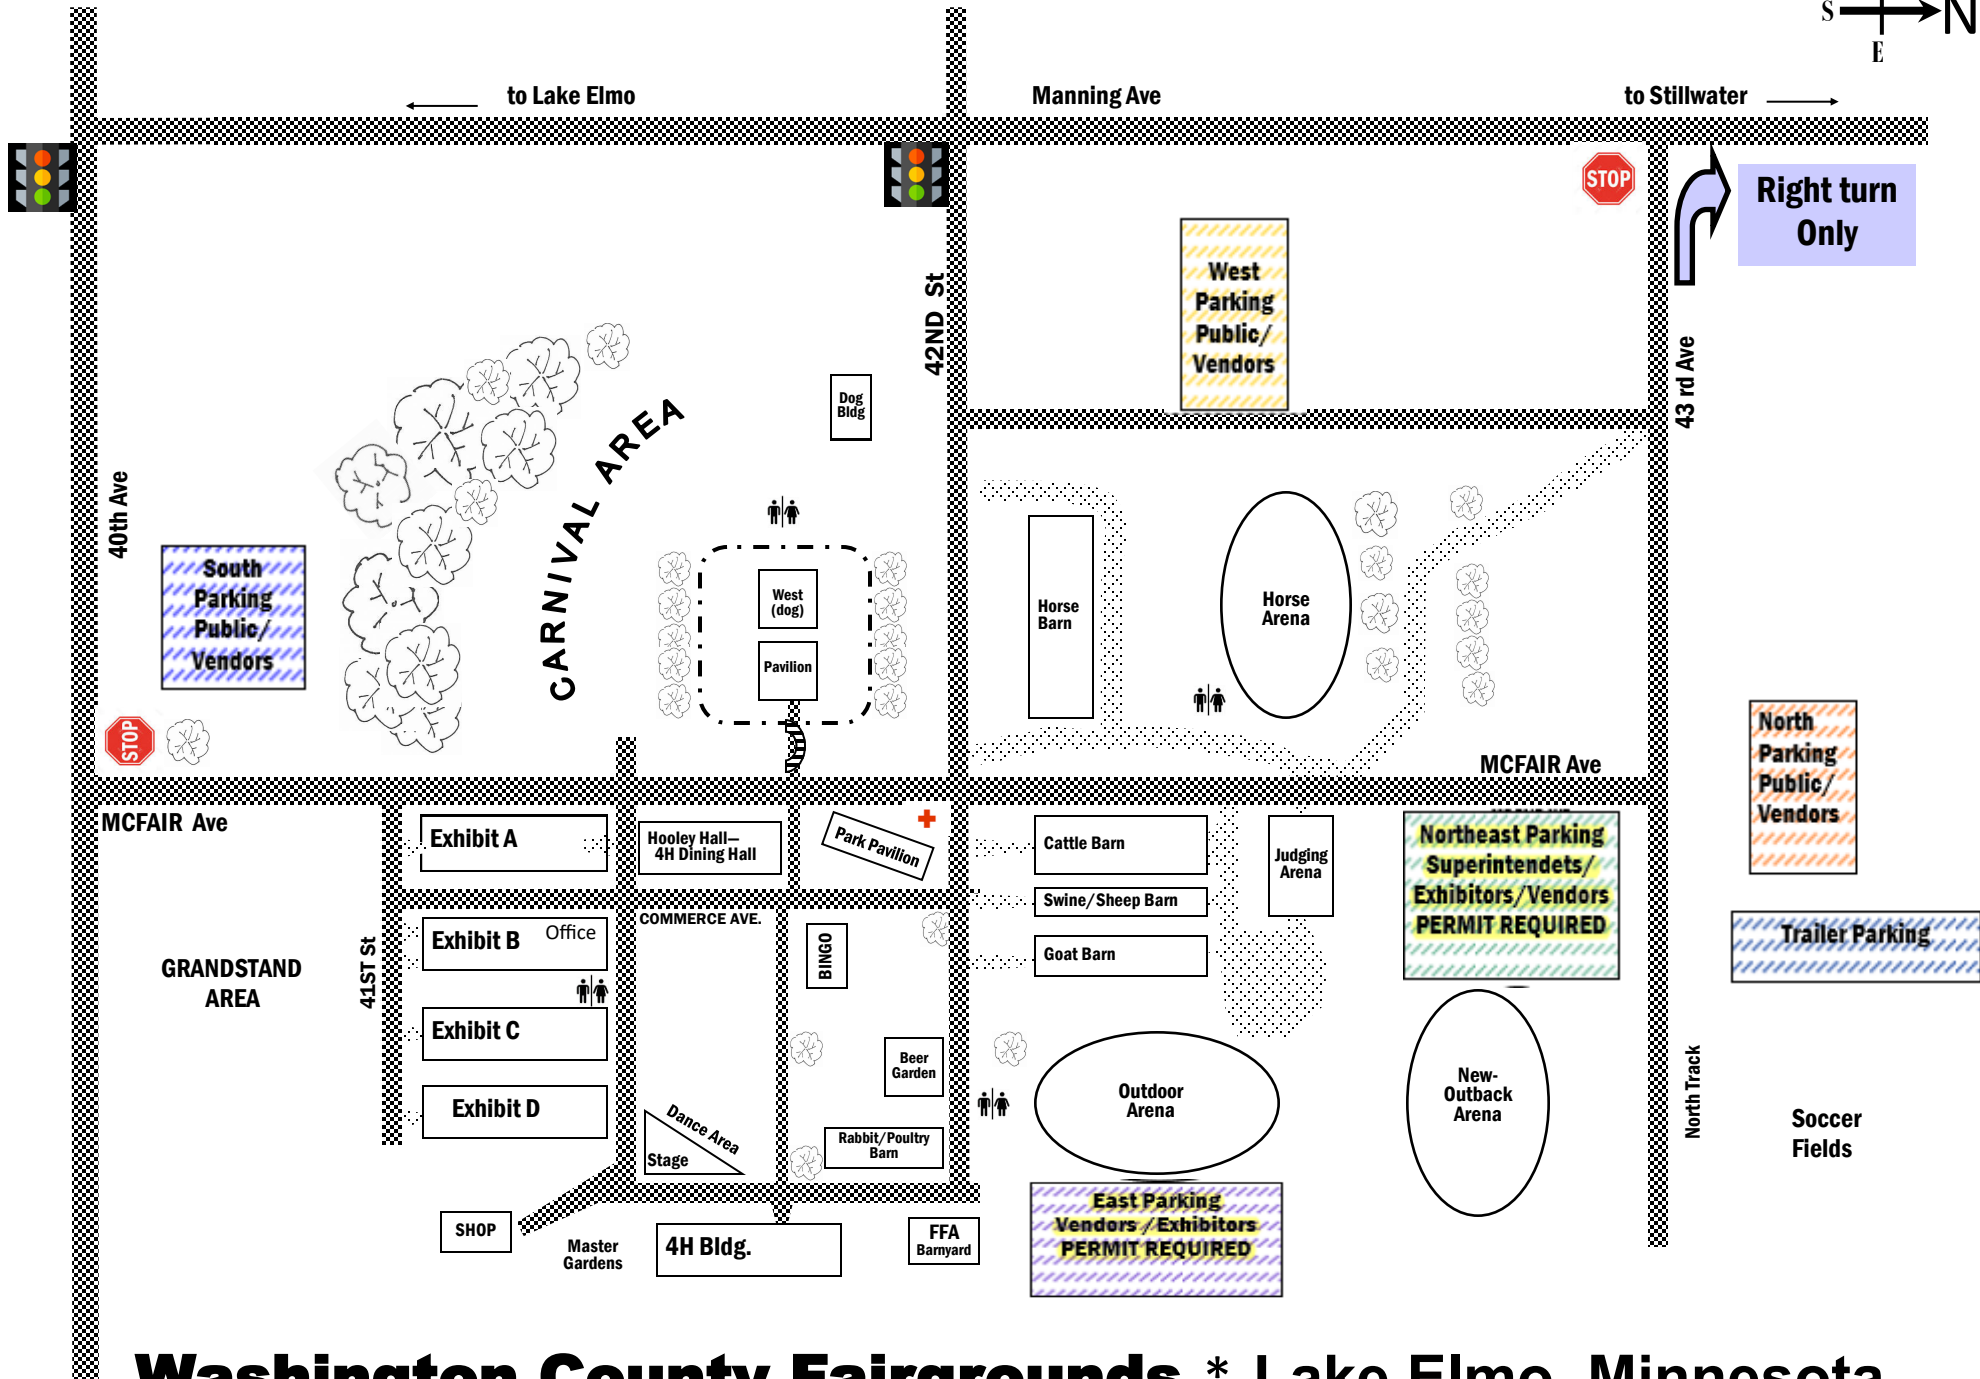 S N
E
to Lake Elmo
Manning Ave
to Stillwater
STOP
Right turn
Only
West
Parking
Public/
Vendors
42ND St
43 rd Ave
Dog
Bldg
CARNIVAL AREA
40th Ave
South
Parking
Public/
Vendors
West
(dog)
Pavilion
Horse
Barn
Horse
Arena
STOP
North
Parking
Public/
Vendors
MCFAIR Ave
MCFAIR Ave
Exhibit A
Hooley Hall—
4H Dining Hall
Park Pavilion
Cattle Barn
Judging
Arena
Northeast Parking
Superintendets/
Exhibitors/Vendors
PERMIT REQUIRED
Swine/Sheep Barn
COMMERCE AVE.
Exhibit B
Office
BINGO
Goat Barn
Trailer Parking
GRANDSTAND
AREA
41ST St
Exhibit C
Beer
Garden
Outdoor
Arena
New-
Outback
Arena
North Track
Soccer
Fields
Exhibit D
Dance Area
Stage
Rabbit/Poultry
Barn
East Parking
Vendors /Exhibitors
PERMIT REQUIRED
SHOP
Master
Gardens
4H Bldg.
FFA
Barnyard
Washington County Fairgrounds * Lake Elmo, Minnesota